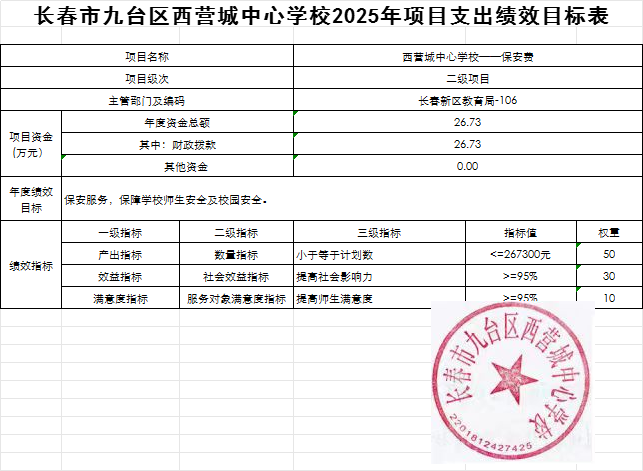 长春市九台区西营城中心学校2025年项目支出绩效目标表
项目名称 西营城中心学校——保安费
项目级次 二级项目
主管部门及编码 长春新区教育局-106
项目资金（万元） 年度资金总额 26.73
其中：财政拨款 26.73
其他资金 0.00
年度绩效目标 保安服务，保障学校师生安全及校园安全。
绩效指标 一级指标 二级指标 三级指标 指标值 权重
产出指标 数量指标 小于等于计划数 <=267300元 50
效益指标 社会效益指标 提高社会影响力 >=95% 30
满意度指标 服务对象满意度指标 提高师生满意度 >=95% 10
长春市九台区西营城中心学校
2201812427425